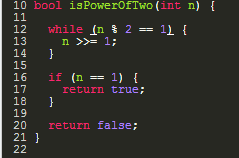 10 bool isPowerOfTwo(int n) {
11
12 while (n % 2 == 1) {
13 n >>= 1;
14 }
15
16 if (n == 1) {
17 return true;
18 }
19
20 return false;
21 }
22